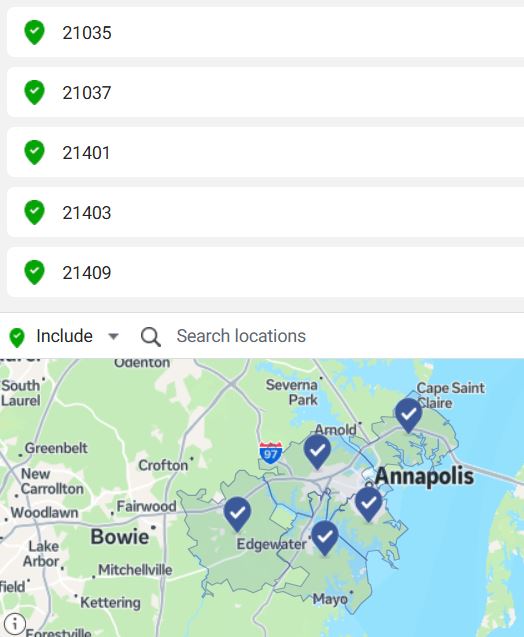 21035
21037
21401
21403
21409
Include
Search locations
Odenton
South
Laurel
Severna
Park
Cape Saint
Claire
Arnold
97
Greenbelt
Crofton
New
Carrollton
Annapolis
Fairwood
Woodlawn
Bowie
Edgewater
Lake
Arbor
Mitchellville
Kettering
Mayo
Forestville